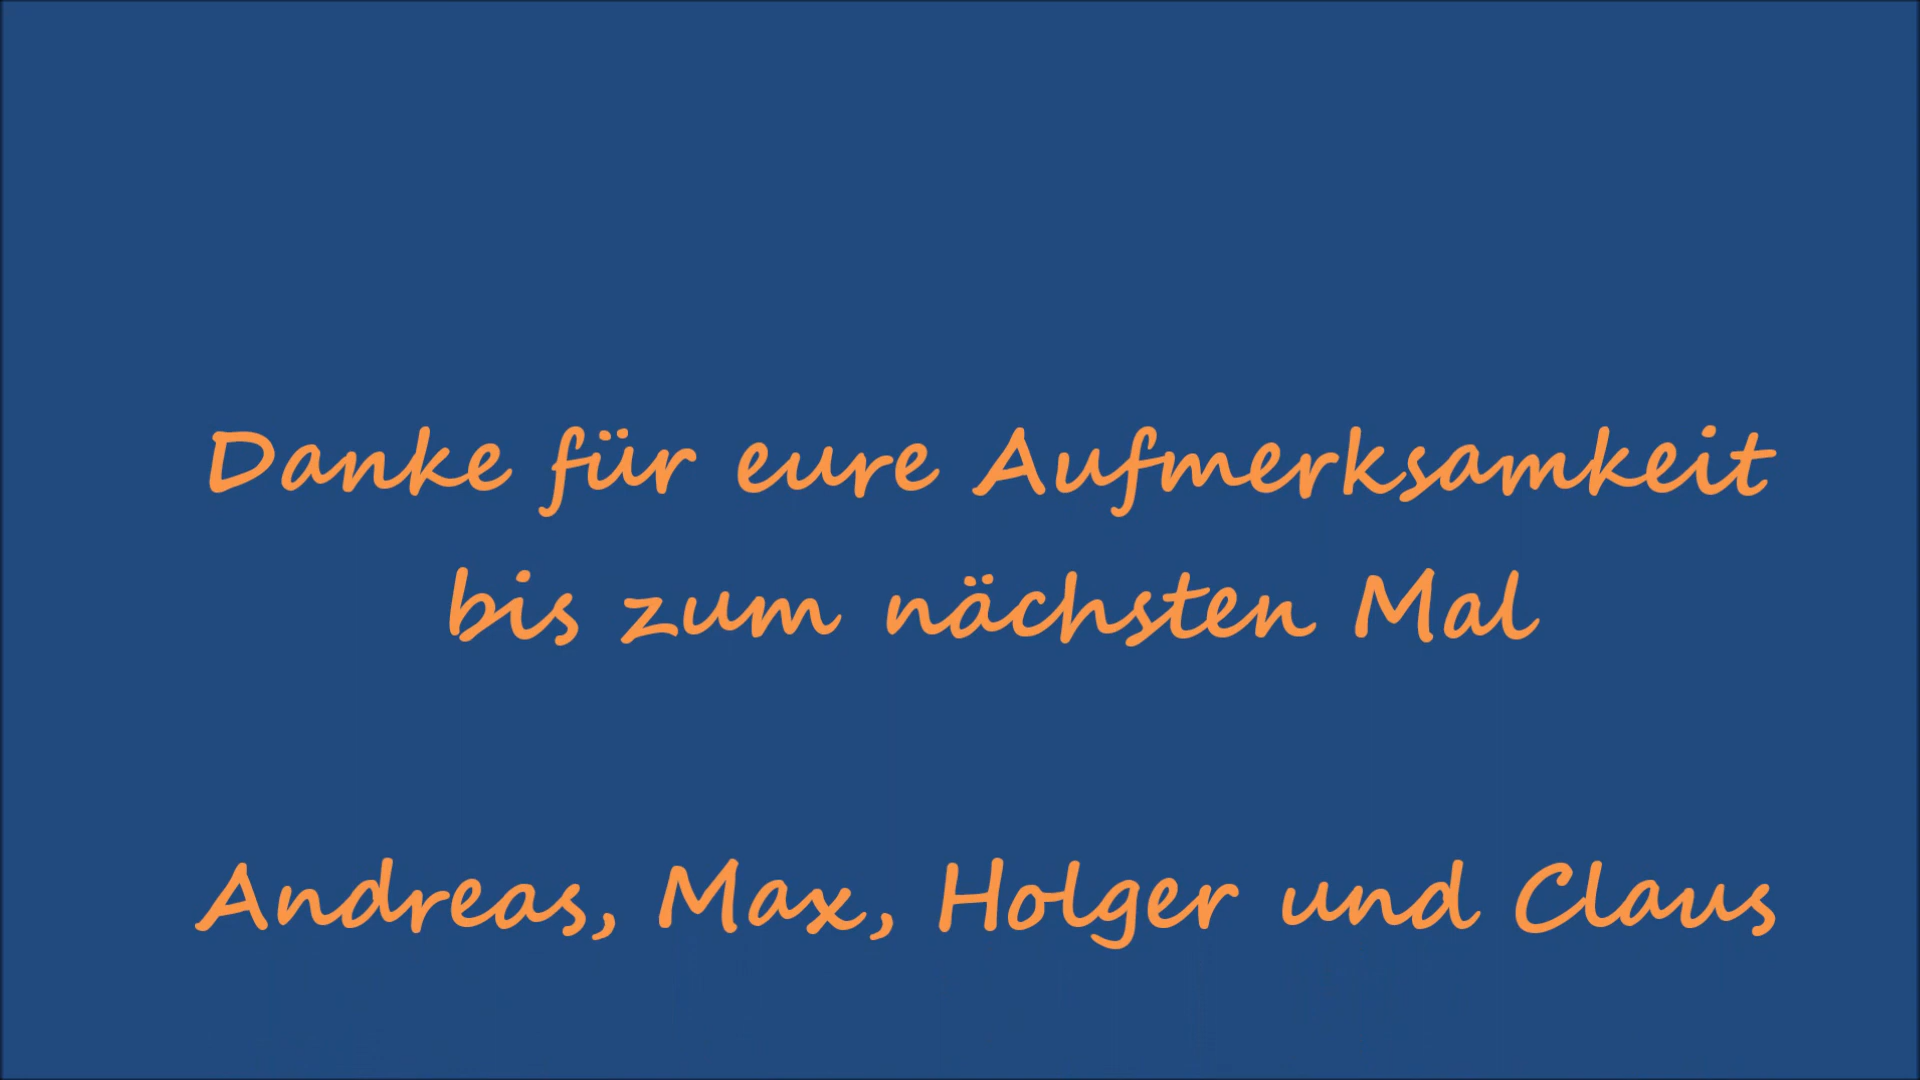 Danke für eure Aufmerksamkeit
bis zum nächsten Mal
Andreas, Max, Holger und Claus